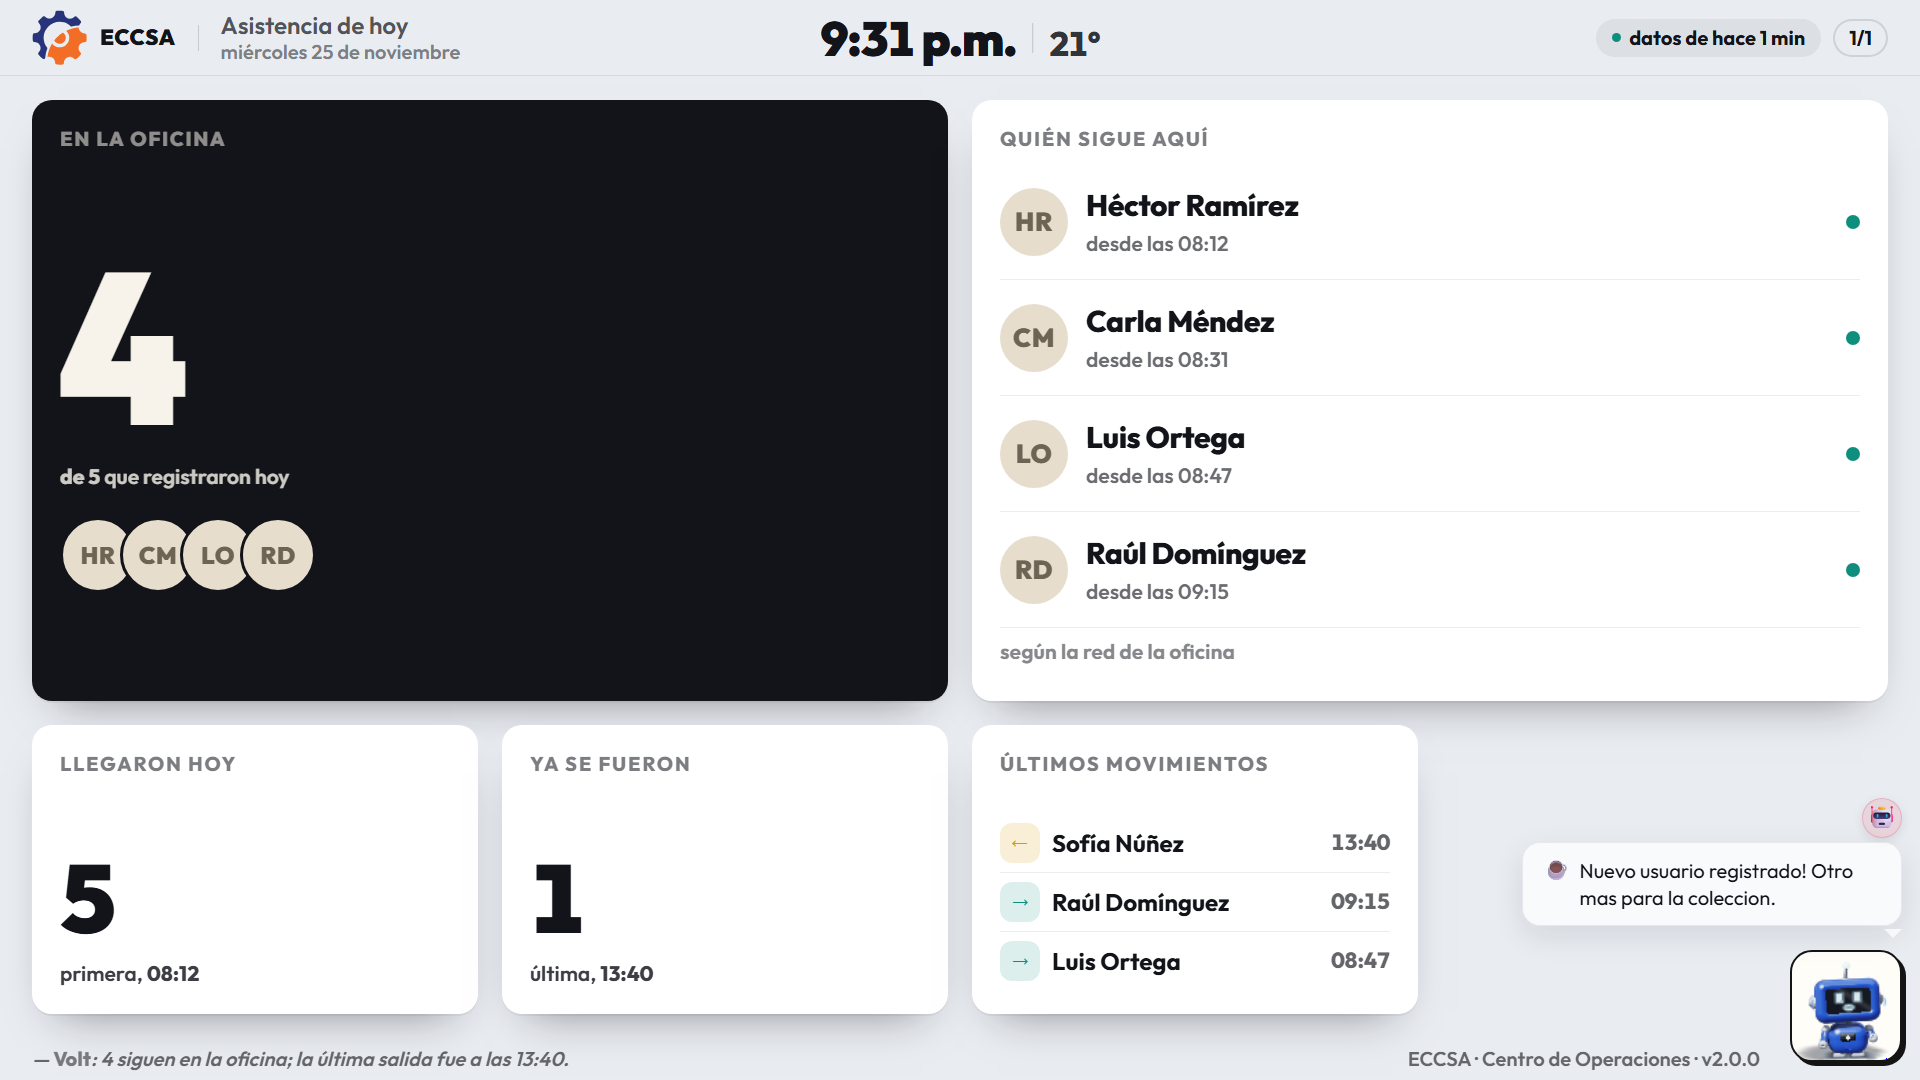 ECCSA
Asistencia de hoy
miércoles 25 de noviembre
9:31 p.m.
21°
datos de hace 1 min
1/1
EN LA OFICINA
4
de 5 que registraron hoy
HR CM LO RD
QUIÉN SIGUE AQUÍ
HR
Héctor Ramírez
desde las 08:12
CM
Carla Méndez
desde las 08:31
LO
Luis Ortega
desde las 08:47
RD
Raúl Domínguez
desde las 09:15
según la red de la oficina
LLEGARON HOY
5
primera, 08:12
YA SE FUERON
1
última, 13:40
ÚLTIMOS MOVIMIENTOS
← Sofía Núñez 13:40
→ Raúl Domínguez 09:15
→ Luis Ortega 08:47
Nuevo usuario registrado! Otro
mas para la coleccion.
— Volt: 4 siguen en la oficina; la última salida fue a las 13:40.
ECCSA · Centro de Operaciones · v2.0.0